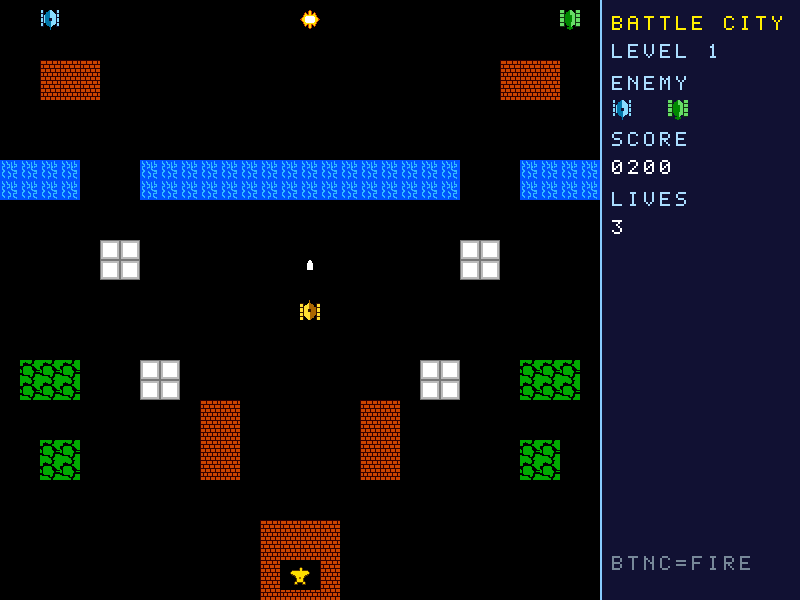 BATTLE CITY
LEVEL 1
ENEMY
SCORE
0200
LIVES
3
BTNC=FIRE